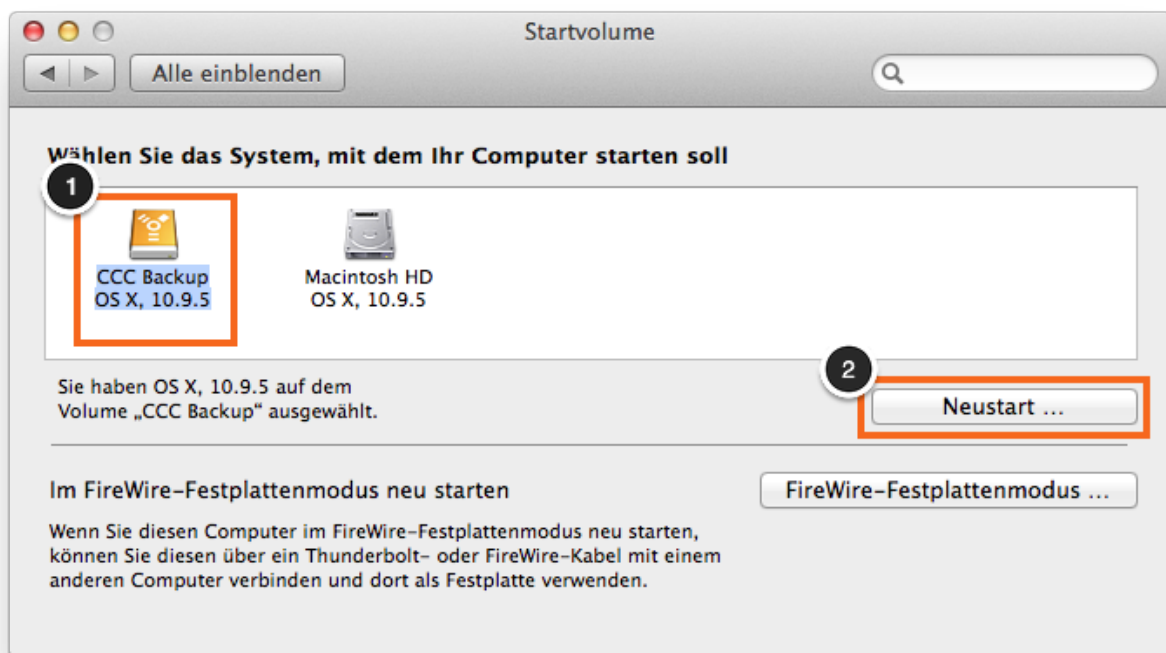 Startvolume
Alle einblenden
Wählen Sie das System, mit dem Ihr Computer starten soll
1
CCC Backup
OS X, 10.9.5
Macintosh HD
OS X, 10.9.5
Sie haben OS X, 10.9.5 auf dem
Volume „CCC Backup“ ausgewählt.
2
Neustart ...
Im FireWire-Festplattenmodus neu starten
FireWire-Festplattenmodus ...
Wenn Sie diesen Computer im FireWire-Festplattenmodus neu starten,
können Sie diesen über ein Thunderbolt- oder FireWire-Kabel mit einem
anderen Computer verbinden und dort als Festplatte verwenden.